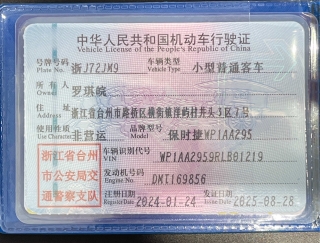 中华人民共和国机动车行驶证
Vehicle License of the People's Republic of China
号牌号码 浙J72JM9 车辆类型 小型普通客车
Plate No. Vehicle Type
所有人 罗琪皖
Owner
住址 浙江省台州市路桥区横街镇洋屿村井头3区7号
Address
使用性质 非营运 品牌型号 保时捷WP1AA295
Use Character Model
浙江省台州
市公安局交
通警察支队
车辆识别代号 WP1AA2959RLB01219
VIN
发动机号码 DMT169856
Engine No.
注册日期 2024-01-24 发证日期 2025-08-28
Register Date Issue Date